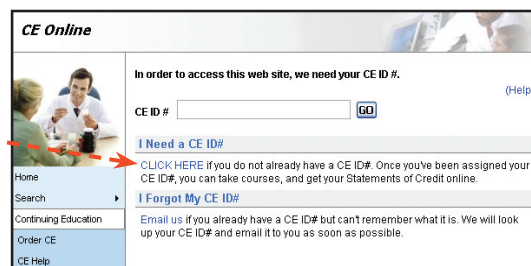 CE Online
In order to access this web site, we need your CE ID #.
(Help
CE ID #
GO
I Need a CE ID#
CLICK HERE if you do not already have a CE ID#. Once you've been assigned your
CE ID#, you can take courses, and get your Statements of Credit online.
I Forgot My CE ID#
Email us if you already have a CE ID# but can't remember what it is. We will look
up your CE ID# and email it to you as soon as possible.
Home
Search
Continuing Education
Order CE
CE Help